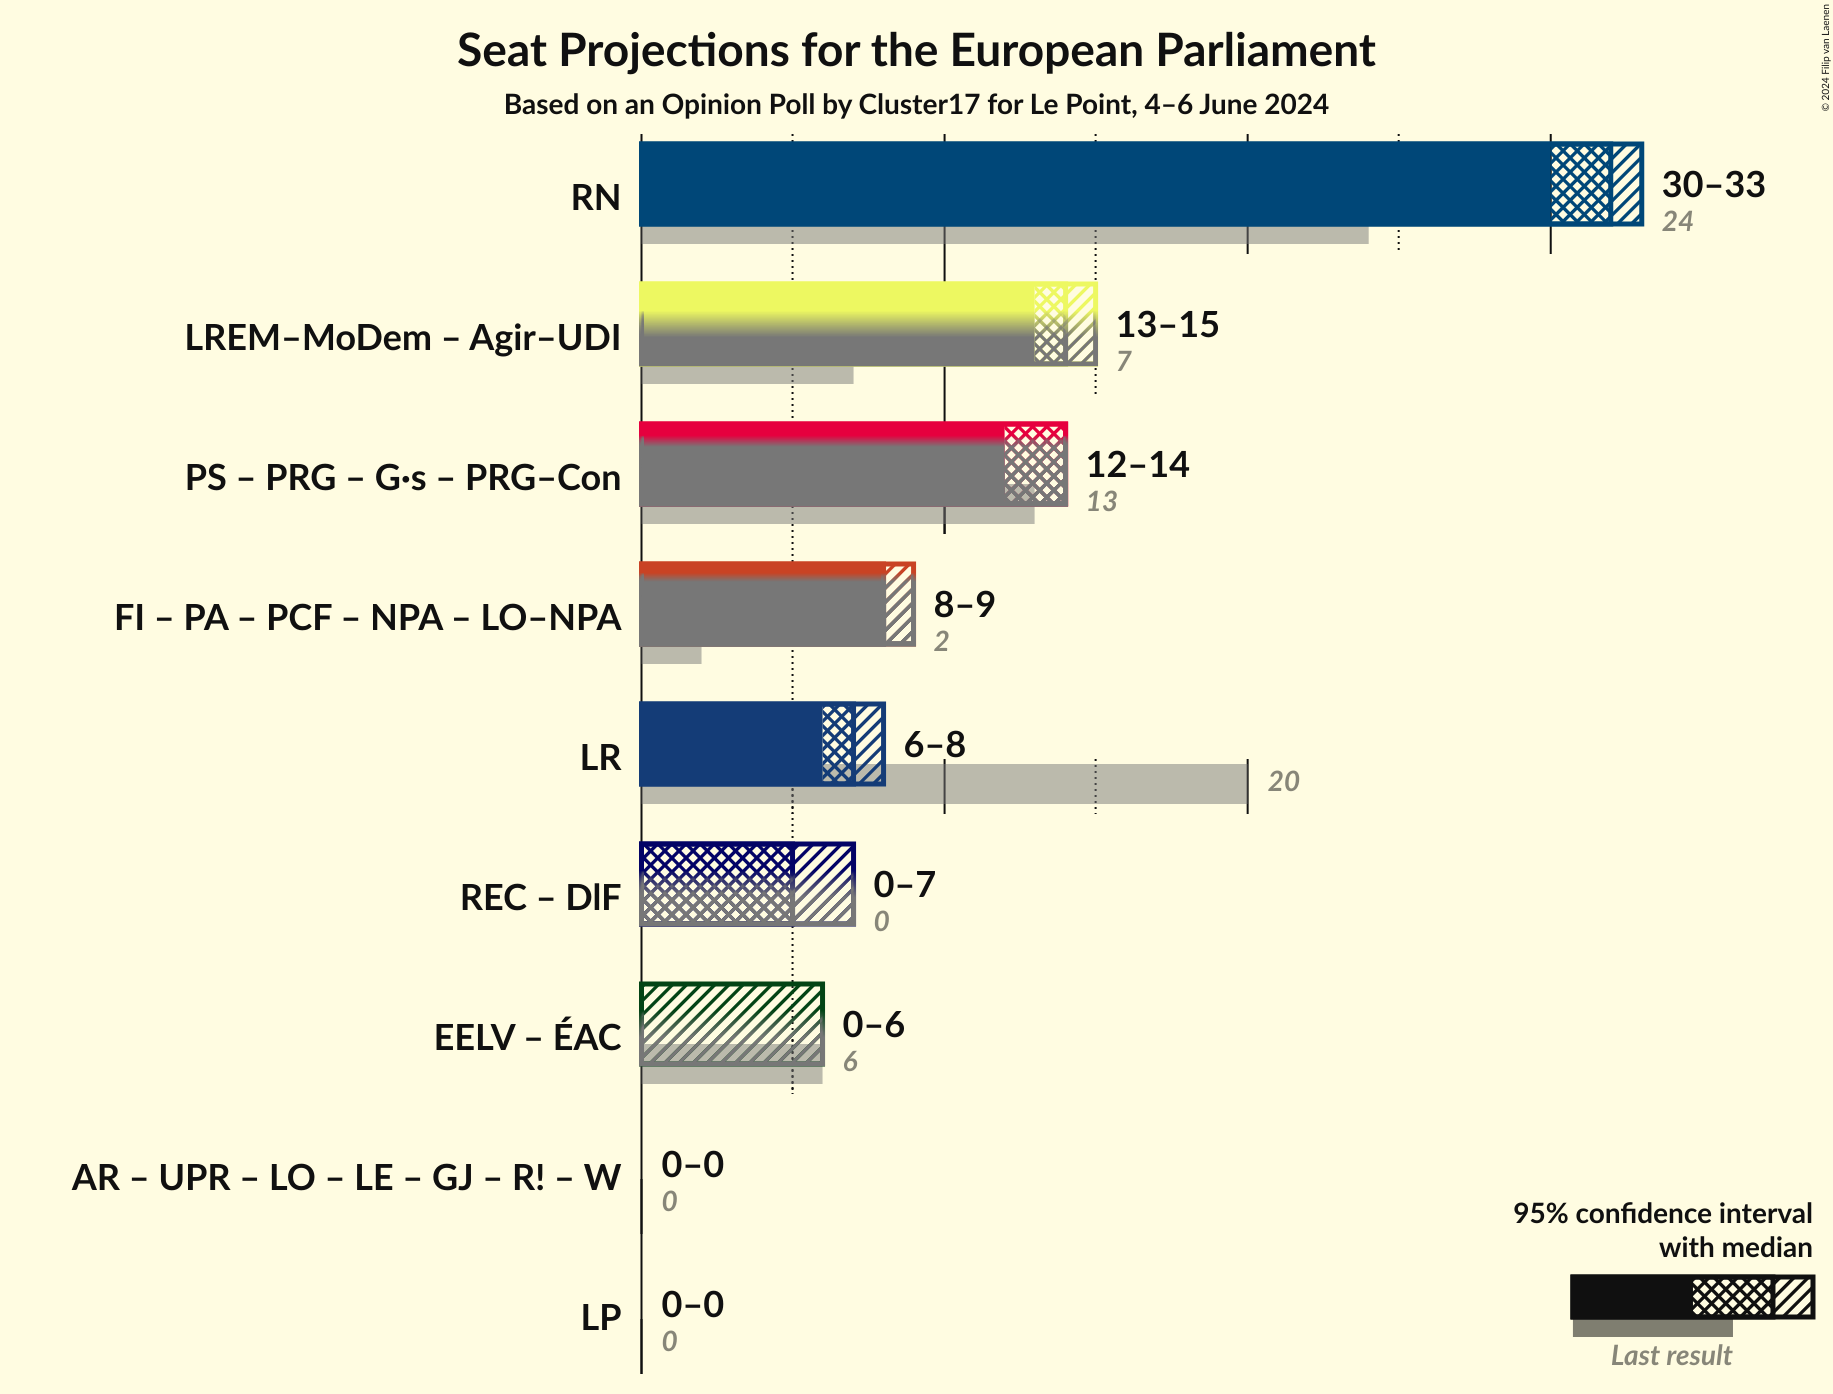 Seat Projections for the European Parliament
Based on an Opinion Poll by Cluster17 for Le Point, 4–6 June 2024
© 2024 Filip van Laenen
RN
30–33
24
LREM–MoDem – Agir–UDI
13–15
7
PS – PRG – G·s – PRG–Con
12–14
13
FI – PA – PCF – NPA – LO–NPA
8–9
2
LR
6–8
20
REC – DlF
0–7
0
EELV – ÉAC
0–6
6
AR – UPR – LO – LE – GJ – R! – W
0–0
0
LP
0–0
0
95% confidence interval
with median
Last result